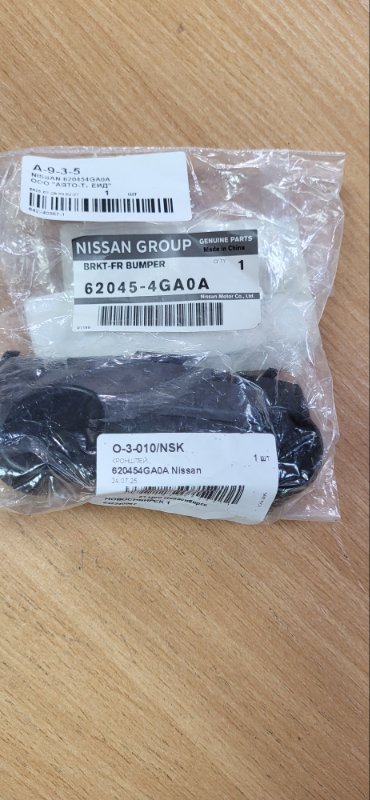 A-9-3-5
NISSAN 620454GA0A
ООО "АВТО-Т, ЕИД"
1 шт
NISSAN GROUP
GENUINE PARTS
Made in China
BRKT-FR BUMPER
Q'TY 1
62045-4GA0A
Nissan Motor Co., Ltd.
O-3-010/NSK
КРОНШТЕЙ
1 шт
620454GA0A Nissan
24.07.25
НОВОСИБИРСК 1